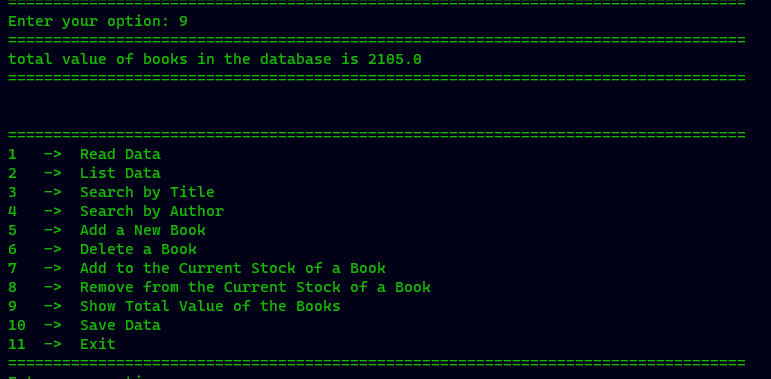 ==================================================================================
Enter your option: 9
==================================================================================
total value of books in the database is 2105.0
==================================================================================
==================================================================================
1   ->  Read Data
2   ->  List Data
3   ->  Search by Title
4   ->  Search by Author
5   ->  Add a New Book
6   ->  Delete a Book
7   ->  Add to the Current Stock of a Book
8   ->  Remove from the Current Stock of a Book
9   ->  Show Total Value of the Books
10  ->  Save Data
11  ->  Exit
==================================================================================